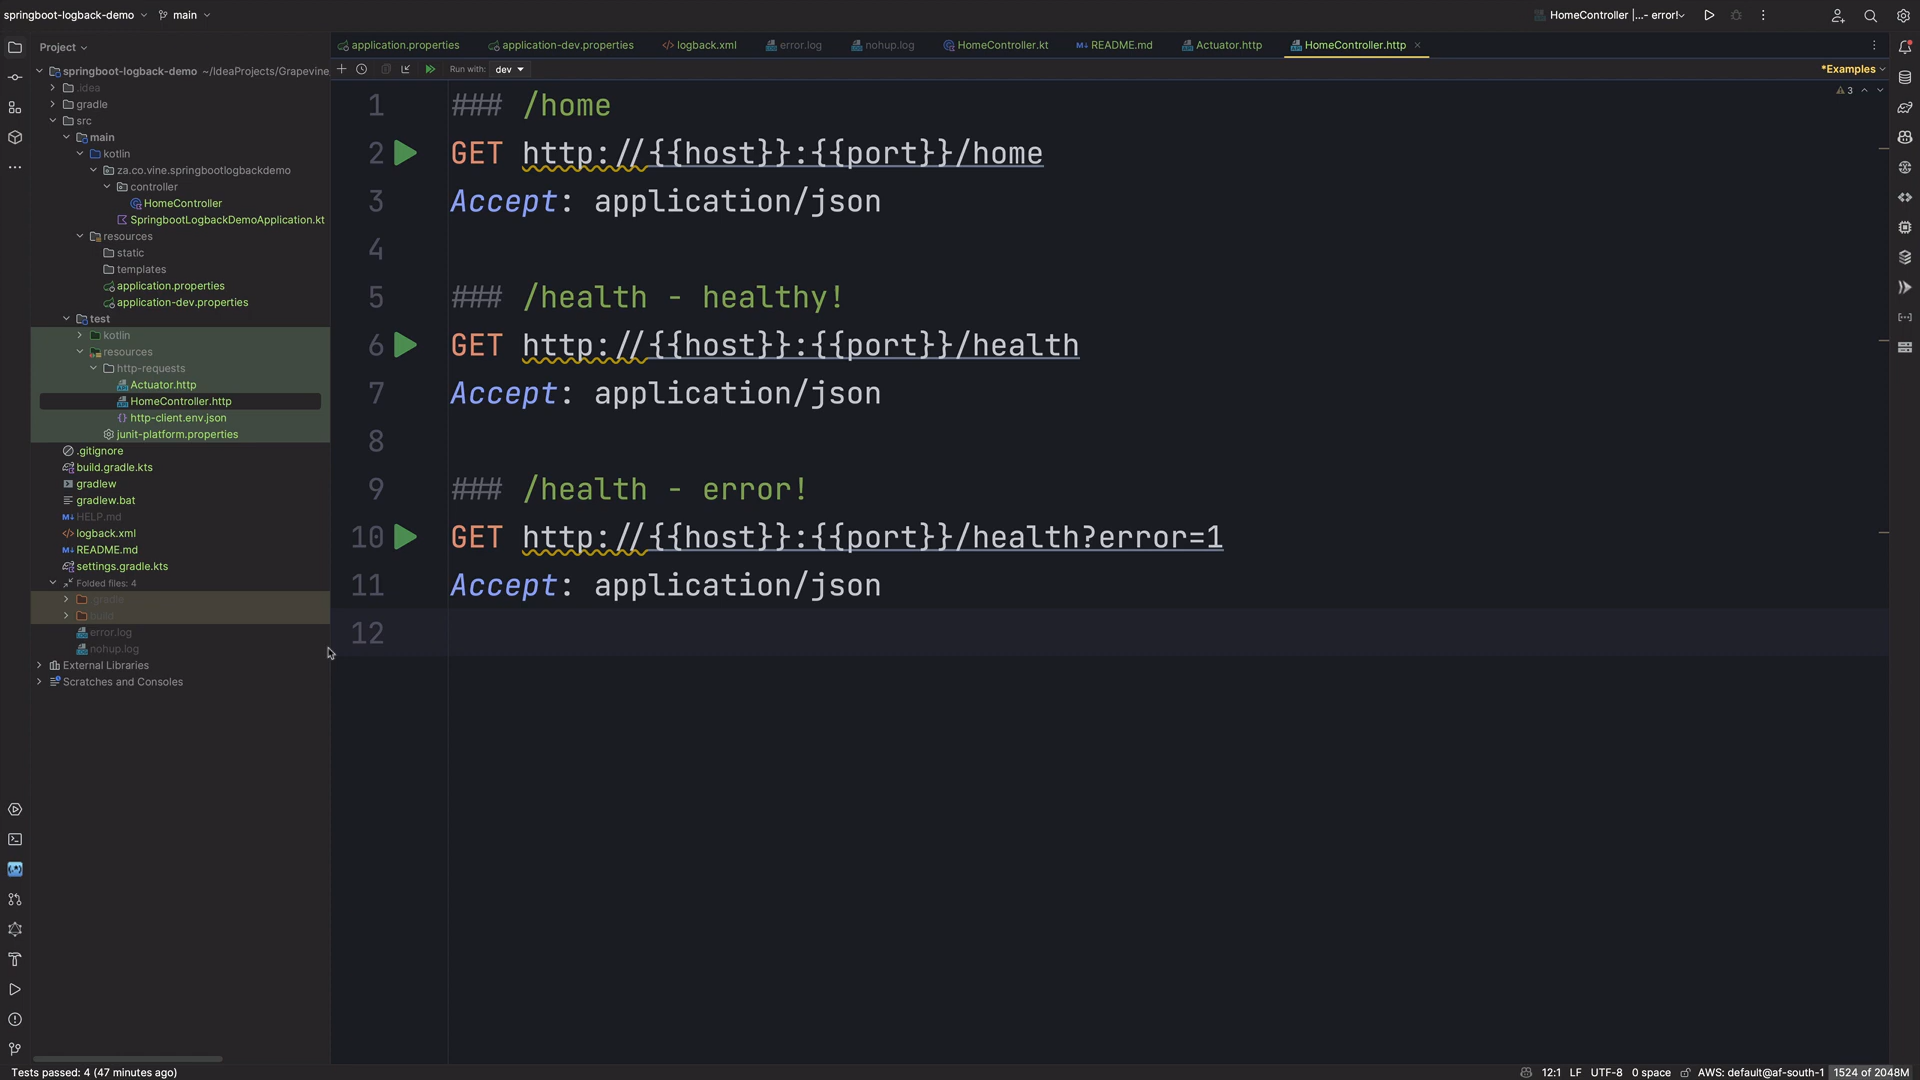 springboot-logback-demo
main
HomeController |...- error!
Project
springboot-logback-demo ~/IdeaProjects/Grapevine
.idea
gradle
src
main
kotlin
za.co.vine.springbootlogbackdemo
controller
HomeController
SpringbootLogbackDemoApplication.kt
resources
static
templates
application.properties
application-dev.properties
test
kotlin
resources
http-requests
Actuator.http
HomeController.http
http-client.env.json
junit-platform.properties
.gitignore
build.gradle.kts
gradlew
gradlew.bat
HELP.md
logback.xml
README.md
settings.gradle.kts
Folded files: 4
.gradle
build
error.log
nohup.log
External Libraries
Scratches and Consoles
application.properties
application-dev.properties
logback.xml
error.log
nohup.log
HomeController.kt
README.md
Actuator.http
HomeController.http
Run with: dev
*Examples
3
1 ### /home
2 GET http://{{host}}:{{port}}/home
3 Accept: application/json
4
5 ### /health - healthy!
6 GET http://{{host}}:{{port}}/health
7 Accept: application/json
8
9 ### /health - error!
10 GET http://{{host}}:{{port}}/health?error=1
11 Accept: application/json
12
Tests passed: 4 (47 minutes ago)
12:1 LF UTF-8 0 space AWS: default@af-south-1 1524 of 2048M